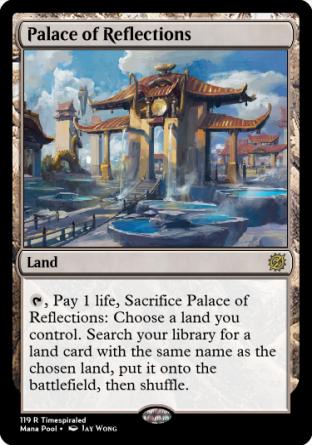 Palace of Reflections
Land
, Pay 1 life, Sacrifice Palace of
Reflections: Choose a land you
control. Search your library for a
land card with the same name as the
chosen land, put it onto the
battlefield, then shuffle.
119 R Timespiraled
Mana Pool • Jay Wong